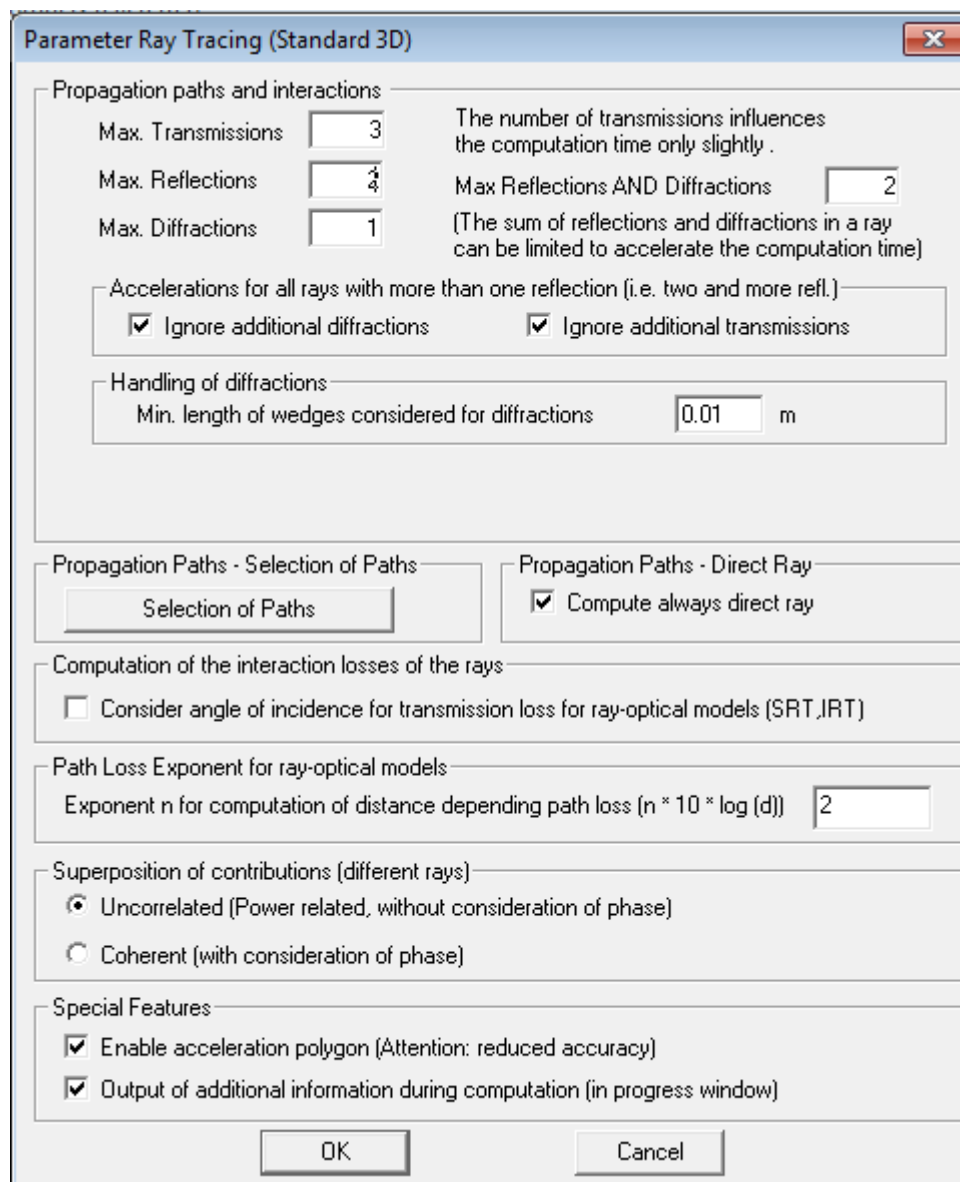 Parameter Ray Tracing (Standard 3D)
Propagation paths and interactions
Max. Transmissions 3
The number of transmissions influences
the computation time only slightly .
Max. Reflections
Max Reflections AND Diffractions 2
Max. Diffractions 1
(The sum of reflections and diffractions in a ray
can be limited to accelerate the computation time)
Accelerations for all rays with more than one reflection (i.e. two and more refl.)
Ignore additional diffractions Ignore additional transmissions
Handling of diffractions
Min. length of wedges considered for diffractions 0.01 m
Propagation Paths - Selection of Paths
Selection of Paths
Propagation Paths - Direct Ray
Compute always direct ray
Computation of the interaction losses of the rays
Consider angle of incidence for transmission loss for ray-optical models (SRT,IRT)
Path Loss Exponent for ray-optical models
Exponent n for computation of distance depending path loss (n * 10 * log (d)) 2
Superposition of contributions (different rays)
Uncorrelated (Power related, without consideration of phase)
Coherent (with consideration of phase)
Special Features
Enable acceleration polygon (Attention: reduced accuracy)
Output of additional information during computation (in progress window)
OK Cancel